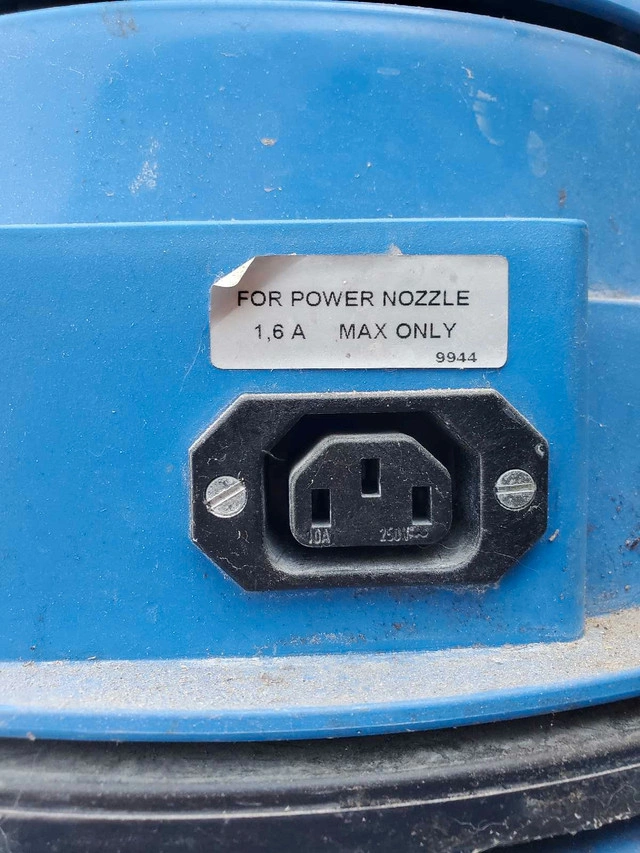 FOR POWER NOZZLE
1,6 A MAX ONLY
9944
10A 250V~